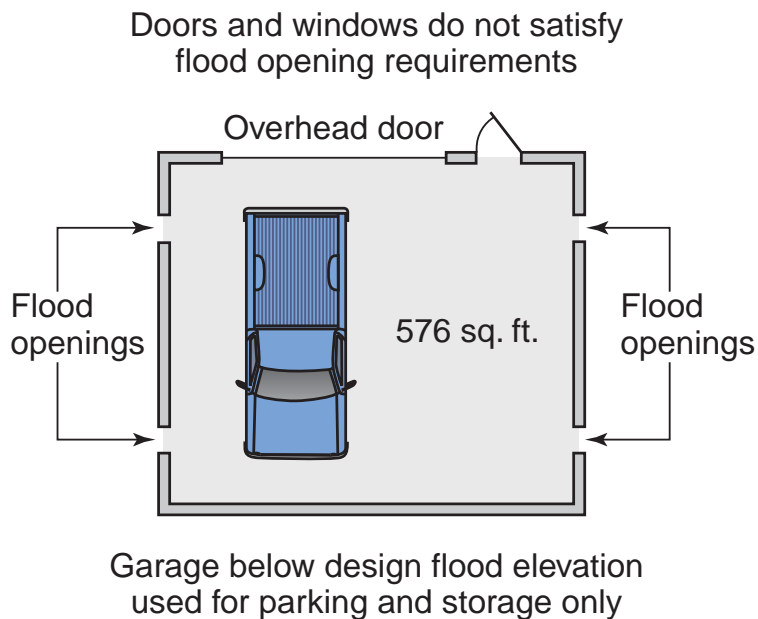 Doors and windows do not satisfy
flood opening requirements
Overhead door
Flood
openings
576 sq. ft.
Flood
openings
Garage below design flood elevation
used for parking and storage only